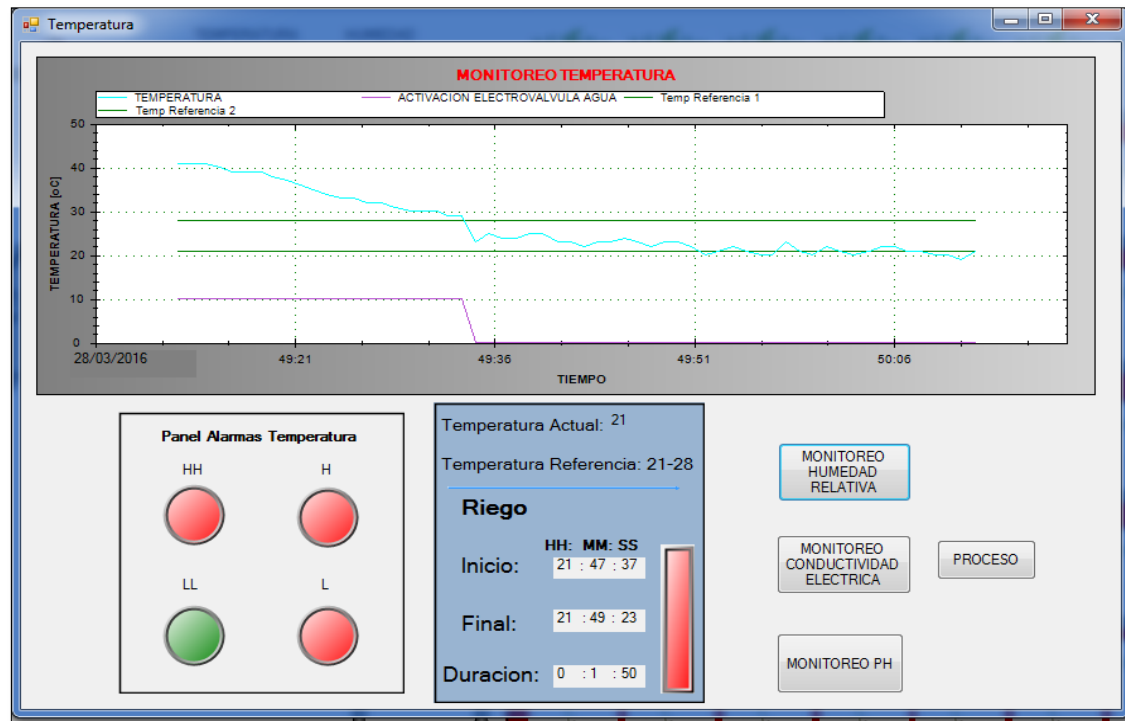 Temperatura
MONITOREO TEMPERATURA
TEMPERATURA ACTIVACION ELECTROVALVULA AGUA Temp Referencia 1
Temp Referencia 2
TEMPERATURA [oC]
50
40
30
20
10
0
28/03/2016 49:21 49:36 49:51 50:06
TIEMPO
Panel Alarmas Temperatura
HH H
LL L
Temperatura Actual: 21
Temperatura Referencia: 21-28
Riego
HH: MM: SS
Inicio: 21 : 47 : 37
Final: 21 : 49 : 23
Duracion: 0 : 1 : 50
MONITOREO
HUMEDAD
RELATIVA
MONITOREO
CONDUCTIVIDAD
ELECTRICA
PROCESO
MONITOREO PH